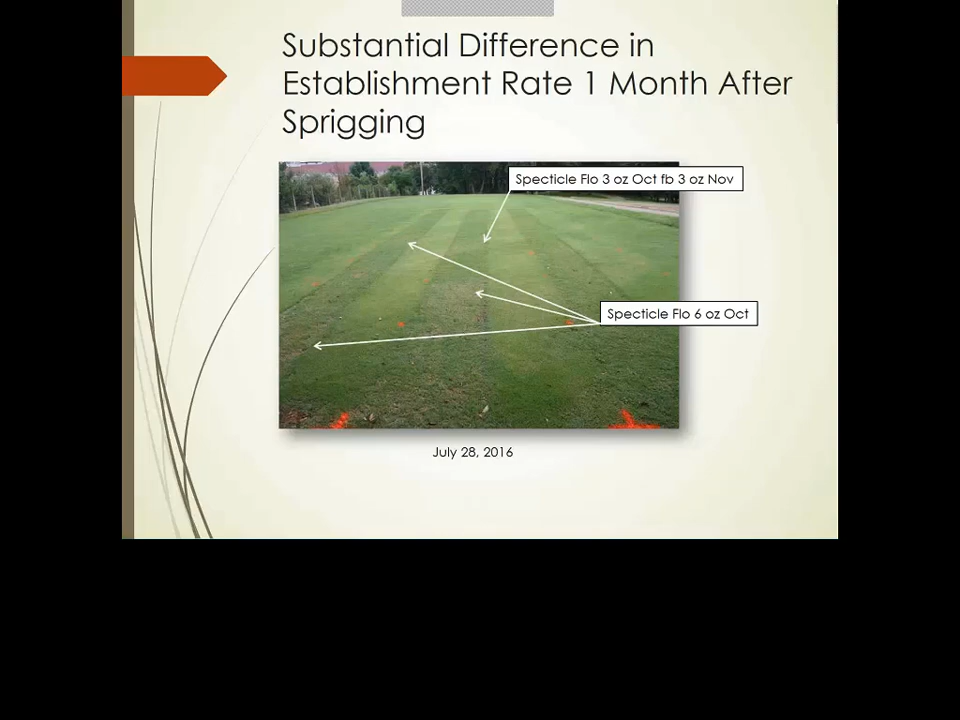 Substantial Difference in
Establishment Rate 1 Month After
Sprigging
Specticle Flo 3 oz Oct fb 3 oz Nov
Specticle Flo 6 oz Oct
July 28, 2016